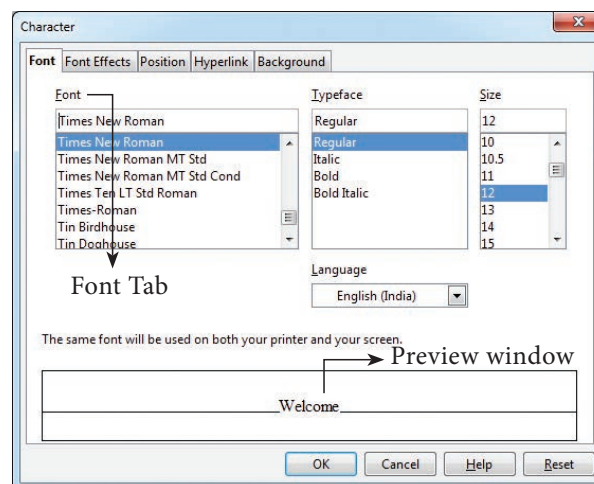 Character
Font Font Effects Position Hyperlink Background
Font Typeface Size
Times New Roman Regular 12
Times New Roman Regular 10
Times New Roman MT Std Italic 10.5
Times New Roman MT Std Cond Bold 11
Times Ten LT Std Roman Bold Italic 12
Times-Roman 13
Tin Birdhouse 14
Tin Doghouse 15
Font Tab
Language
English (India)
The same font will be used on both your printer and your screen.
Preview window
Welcome
OK Cancel Help Reset